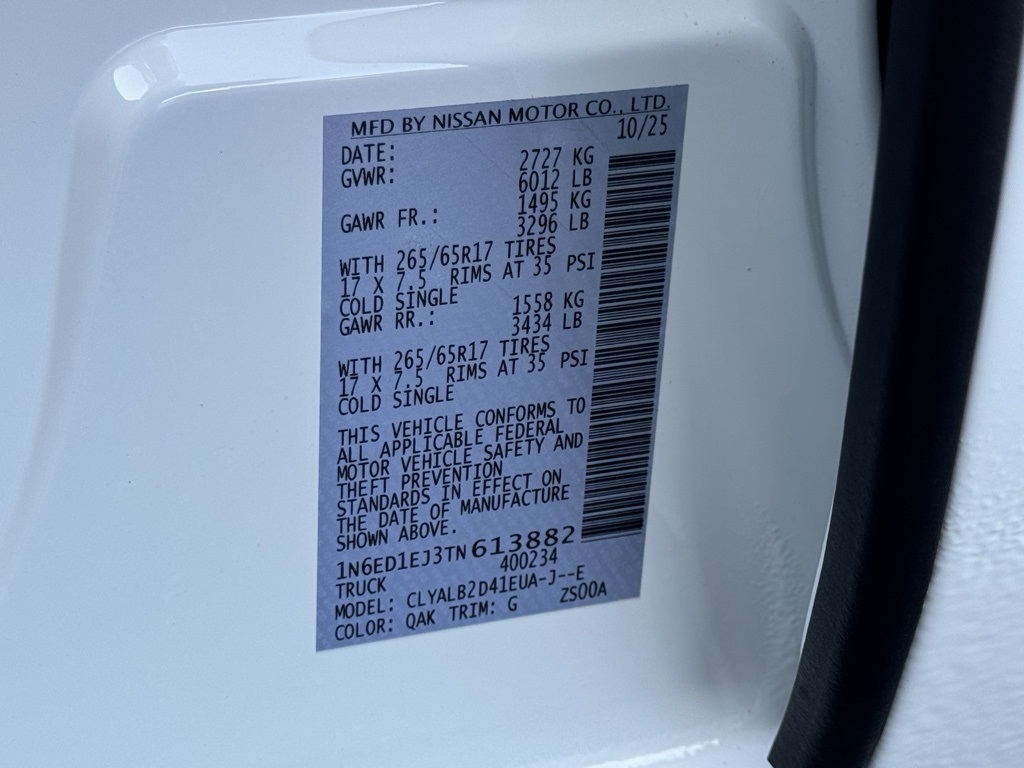 MFD BY NISSAN MOTOR CO., LTD.
DATE: 10/25
GVWR: 2727 KG
6012 LB
GAWR FR.: 1495 KG
3296 LB
WITH 265/65R17 TIRES
17 X 7.5 RIMS AT 35 PSI
COLD SINGLE
GAWR RR.: 1558 KG
3434 LB
WITH 265/65R17 TIRES
17 X 7.5 RIMS AT 35 PSI
COLD SINGLE
THIS VEHICLE CONFORMS TO
ALL APPLICABLE FEDERAL
MOTOR VEHICLE SAFETY AND
THEFT PREVENTION
STANDARDS IN EFFECT ON
THE DATE OF MANUFACTURE
SHOWN ABOVE.
1N6ED1EJ3TN613882
TRUCK 400234
MODEL: CLYALB2D41EUA-J--E
COLOR: QAK TRIM: G ZS00A